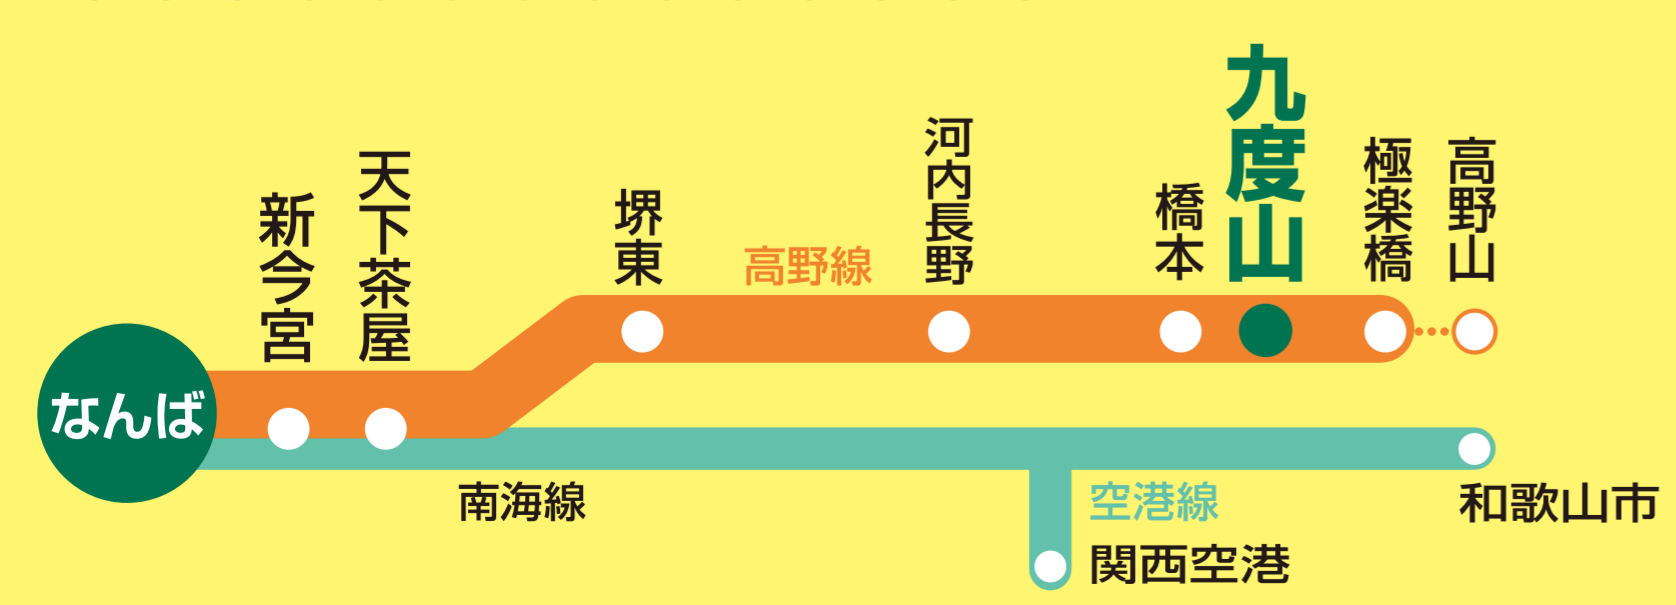 なんば
新今宮
天下茶屋
堺東
高野線
河内長野
橋本
九度山
極楽橋
高野山
南海線
空港線
関西空港
和歌山市